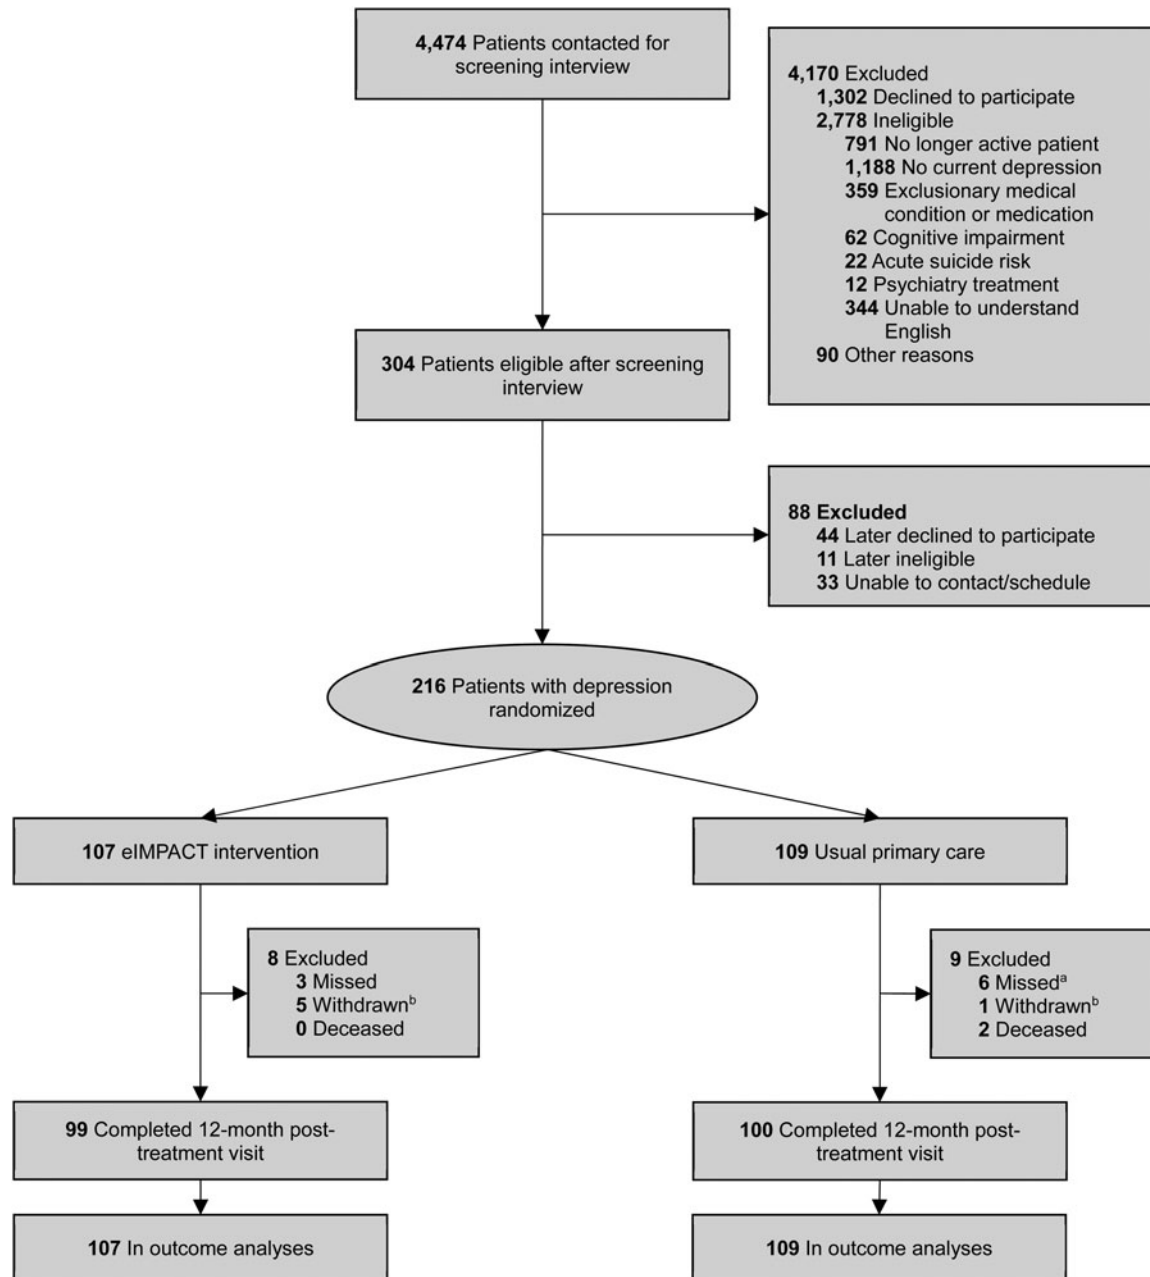 4,474 Patients contacted for
screening interview
4,170 Excluded
1,302 Declined to participate
2,778 Ineligible
791 No longer active patient
1,188 No current depression
359 Exclusionary medical
condition or medication
62 Cognitive impairment
22 Acute suicide risk
12 Psychiatry treatment
344 Unable to understand
English
90 Other reasons
304 Patients eligible after screening
interview
88 Excluded
44 Later declined to participate
11 Later ineligible
33 Unable to contact/schedule
216 Patients with depression
randomized
107 eIMPACT intervention
109 Usual primary care
8 Excluded
3 Missed
5 Withdrawnᵇ
0 Deceased
9 Excluded
6 Missedᵃ
1 Withdrawnᵇ
2 Deceased
99 Completed 12-month post-
treatment visit
100 Completed 12-month post-
treatment visit
107 In outcome analyses
109 In outcome analyses